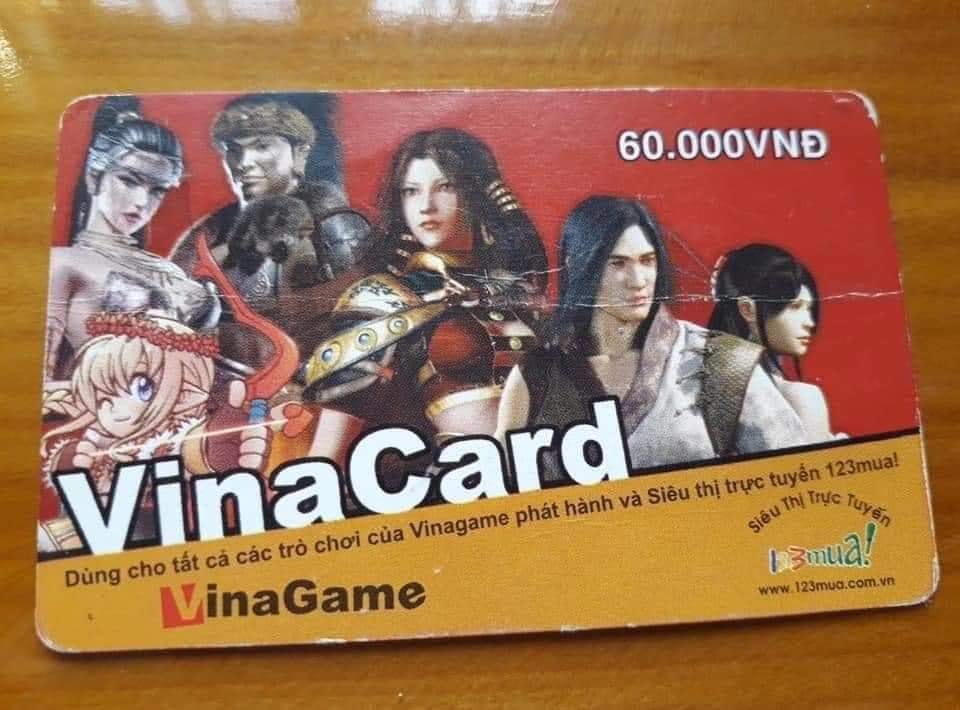 60.000VNĐ
VinaCard
Dùng cho tất cả các trò chơi của Vinagame phát hành và Siêu thị trực tuyến 123mua!
VinaGame
Siêu Thị Trực Tuyến
123mua!
www.123mua.com.vn